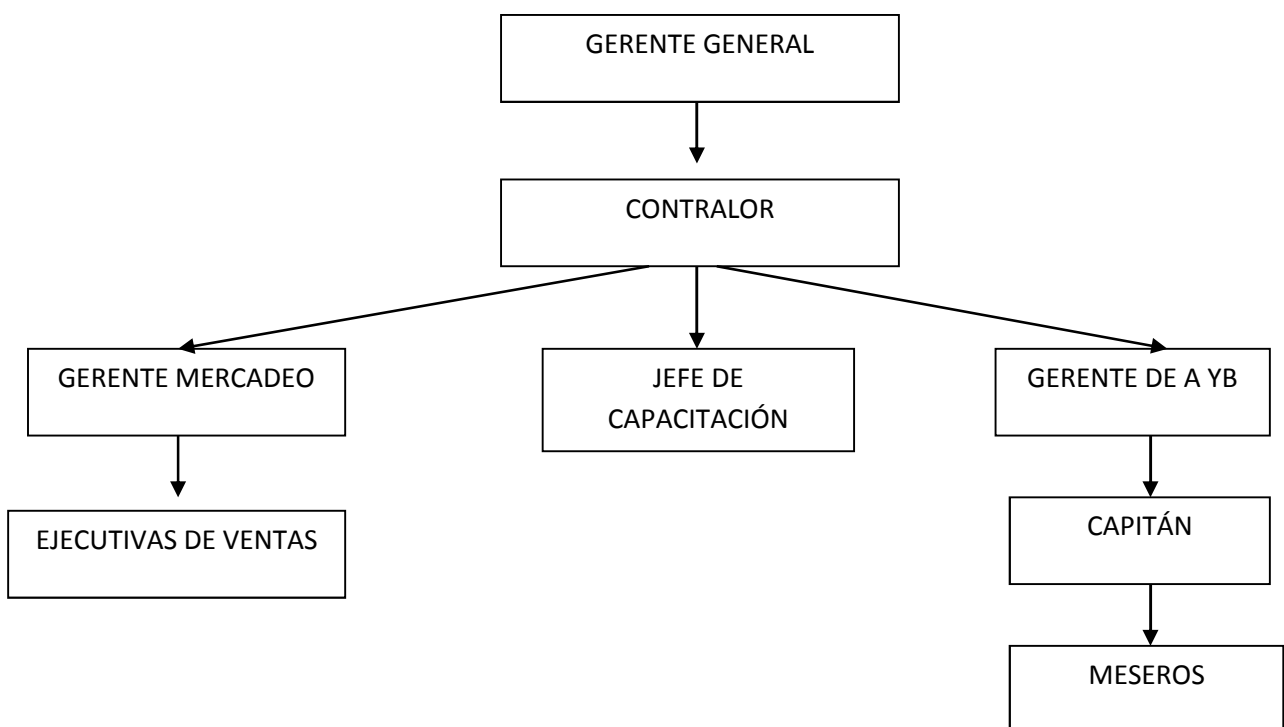 GERENTE GENERAL
CONTRALOR
GERENTE MERCADEO
JEFE DE
CAPACITACIÓN
GERENTE DE A YB
EJECUTIVAS DE VENTAS
CAPITÁN
MESEROS